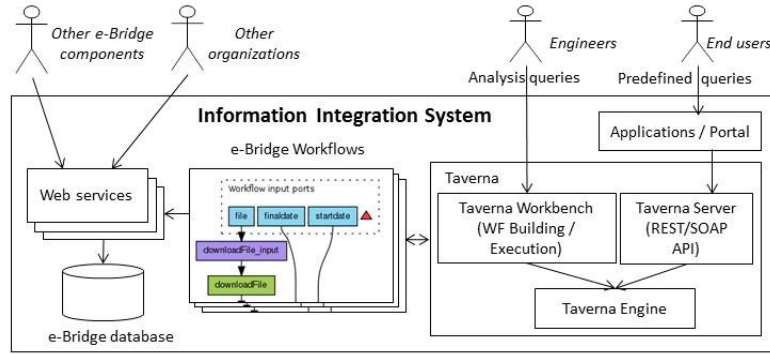 Other e-Bridge
components
Other
organizations
Engineers
End users
Analysis queries
Predefined queries
Information Integration System
Applications / Portal
e-Bridge Workflows
Web services
Workflow input ports
file
finaldate
startdate
downloadFile_input
downloadFile
Taverna
Taverna Workbench
(WF Building /
Execution)
Taverna Server
(REST/SOAP
API)
Taverna Engine
e-Bridge database